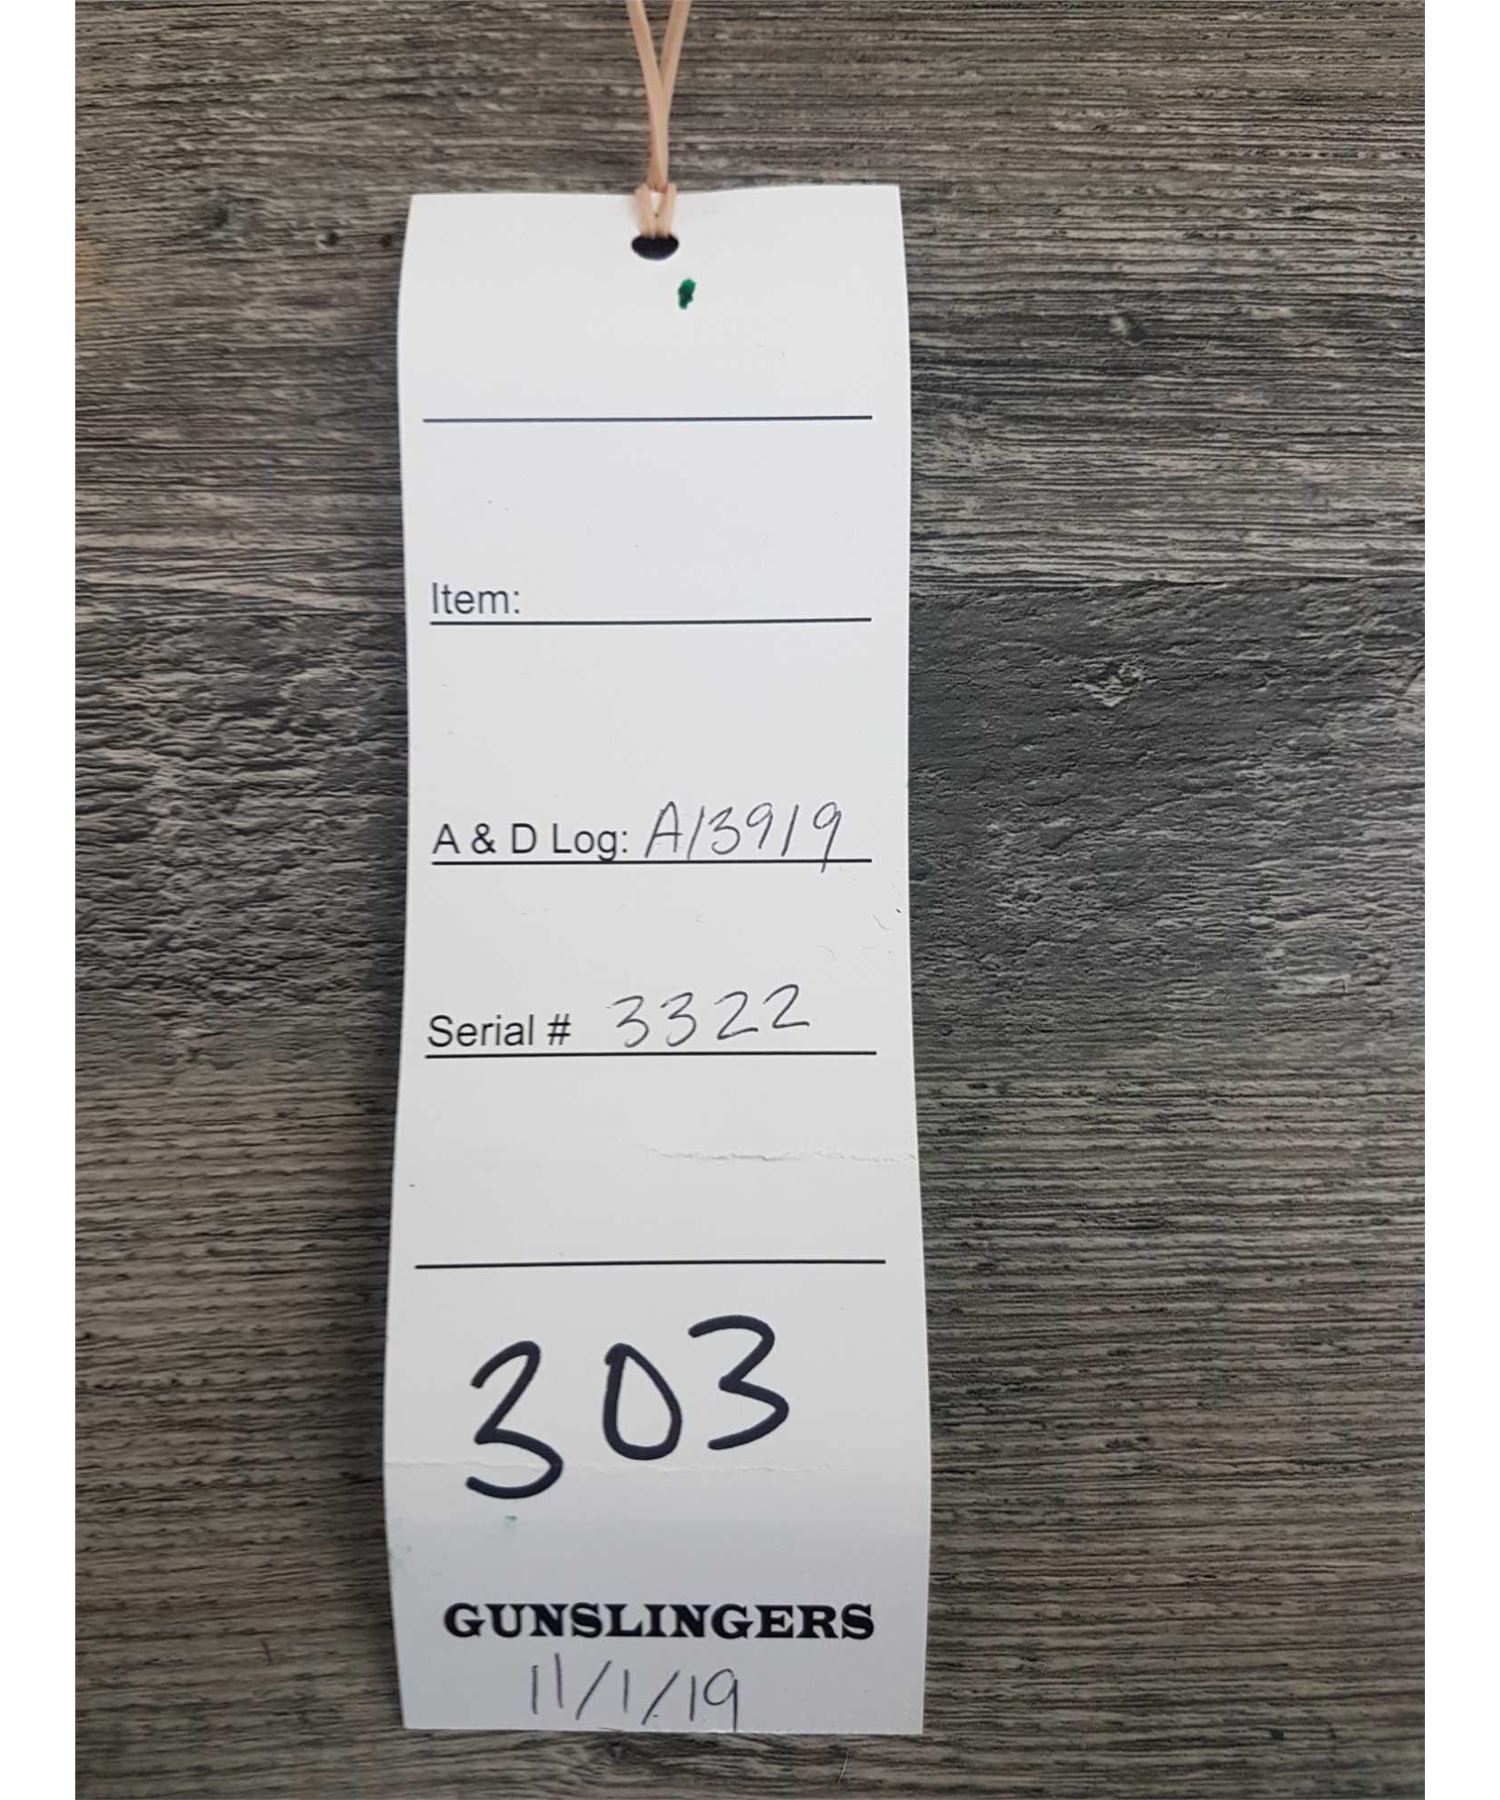 Item:
A & D Log: A13919
Serial # 3322
303
GUNSLINGERS
11/1/19